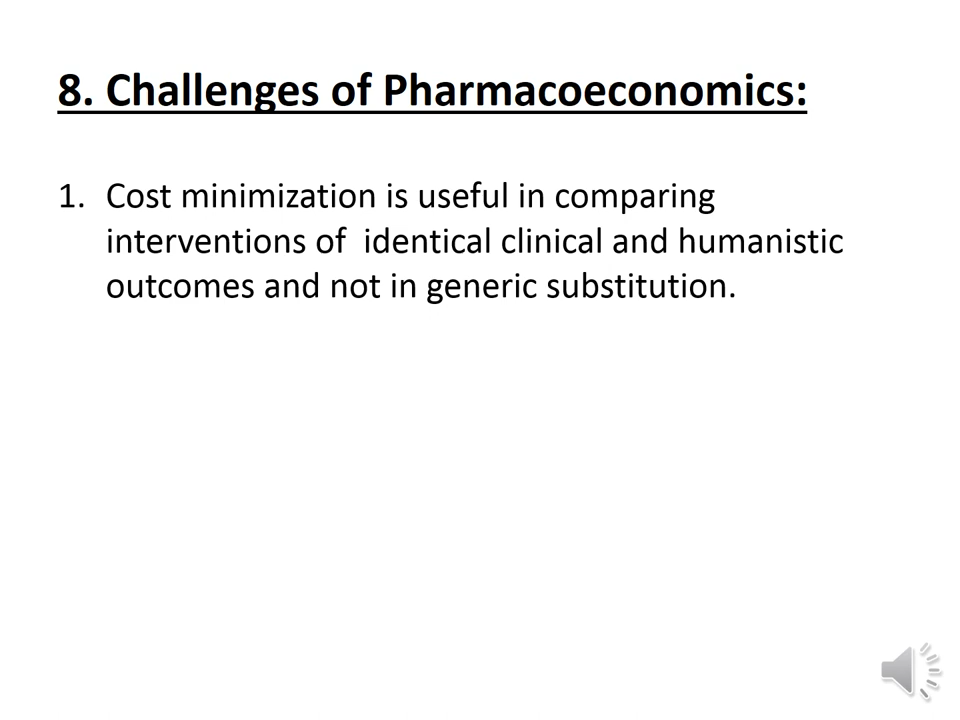 8. Challenges of Pharmacoeconomics:
1. Cost minimization is useful in comparing
interventions of  identical clinical and humanistic
outcomes and not in generic substitution.